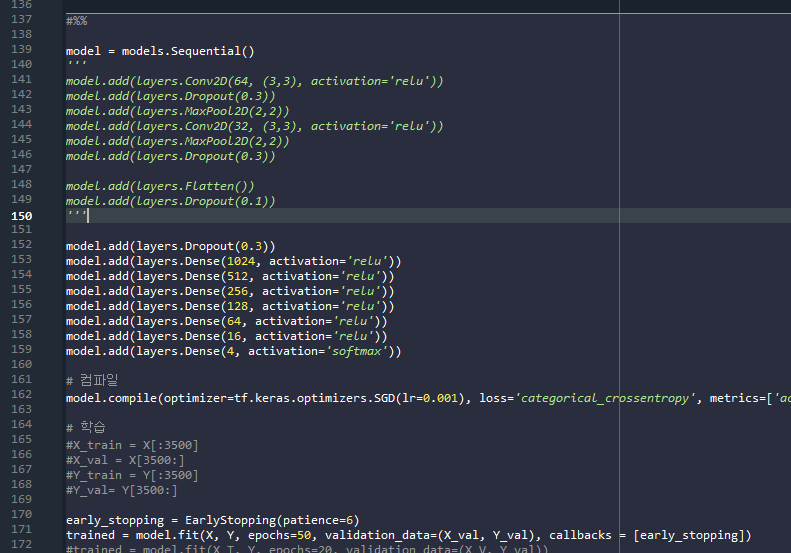 136
137 #%%
138
139 model = models.Sequential()
140 '''
141 model.add(layers.Conv2D(64, (3,3), activation='relu'))
142 model.add(layers.Dropout(0.3))
143 model.add(layers.MaxPool2D(2,2))
144 model.add(layers.Conv2D(32, (3,3), activation='relu'))
145 model.add(layers.MaxPool2D(2,2))
146 model.add(layers.Dropout(0.3))
147
148 model.add(layers.Flatten())
149 model.add(layers.Dropout(0.1))
150 '''
151
152 model.add(layers.Dropout(0.3))
153 model.add(layers.Dense(1024, activation='relu'))
154 model.add(layers.Dense(512, activation='relu'))
155 model.add(layers.Dense(256, activation='relu'))
156 model.add(layers.Dense(128, activation='relu'))
157 model.add(layers.Dense(64, activation='relu'))
158 model.add(layers.Dense(16, activation='relu'))
159 model.add(layers.Dense(4, activation='softmax'))
160
161 # 컴파일
162 model.compile(optimizer=tf.keras.optimizers.SGD(lr=0.001), loss='categorical_crossentropy', metrics=['ac
163
164 # 학습
165 #X_train = X[:3500]
166 #X_val = X[3500:]
167 #Y_train = Y[:3500]
168 #Y_val= Y[3500:]
169
170 early_stopping = EarlyStopping(patience=6)
171 trained = model.fit(X, Y, epochs=50, validation_data=(X_val, Y_val), callbacks = [early_stopping])
172 #trained = model.fit(X_T, Y, epochs=20, validation_data=(X_V, Y_val))